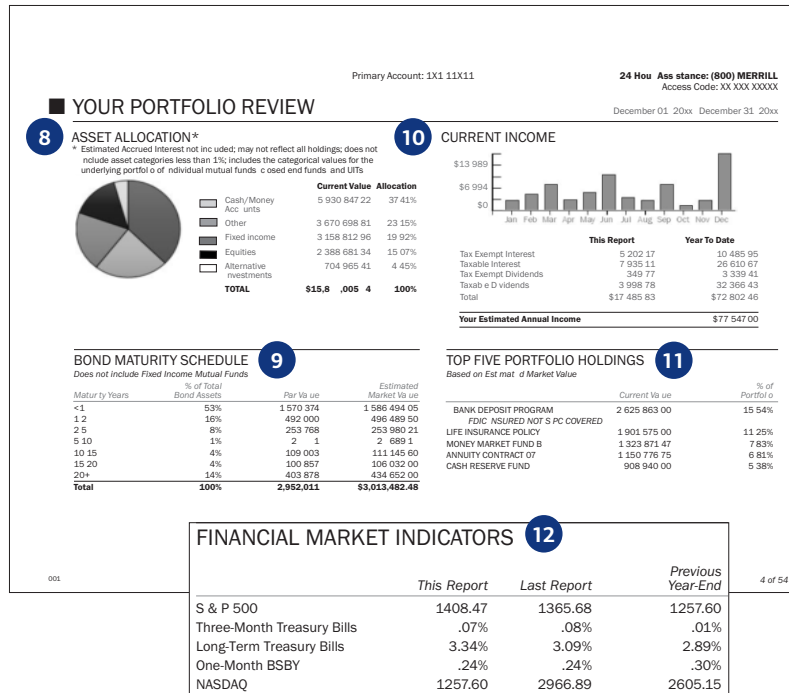 Primary Account: 1X1 11X11
24 Hou Ass stance: (800) MERRILL
Access Code: XX XXX XXXXX
YOUR PORTFOLIO REVIEW
December 01 20xx December 31 20xx
8
ASSET ALLOCATION*
* Estimated Accrued Interest not inc uded; may not reflect all holdings; does not
nclude asset categories less than 1%; includes the categorical values for the
underlying portfol o of ndividual mutual funds c osed end funds and UITs
Current Value Allocation
Cash/Money
Acc unts 5 930 847 22 37 41%
Other 3 670 698 81 23 15%
Fixed income 3 158 812 96 19 92%
Equities 2 388 681 34 15 07%
Alternative
nvestments 704 965 41 4 45%
TOTAL $15,8 ,005 4 100%
10
CURRENT INCOME
$13 989
$6 994
$0
Jan Feb Mar Apr May Jun Jul Aug Sep Oct Nov Dec
This Report Year To Date
Tax Exempt Interest 5 202 17 10 485 95
Taxable Interest 7 935 11 26 610 67
Tax Exempt Dividends 349 77 3 339 41
Taxab e D vidends 3 998 78 32 366 43
Total $17 485 83 $72 802 46
Your Estimated Annual Income $77 547 00
BOND MATURITY SCHEDULE
9
Does not include Fixed Income Mutual Funds
% of Total Estimated
Matur ty Years Bond Assets Par Va ue Market Va ue
<1 53% 1 570 374 1 586 494 05
1 2 16% 492 000 496 489 50
2 5 8% 253 768 253 980 21
5 10 1% 2 1 2 689 1
10 15 4% 109 003 111 145 60
15 20 4% 100 857 106 032 00
20+ 14% 403 878 434 652 00
Total 100% 2,952,011 $3,013,482.48
TOP FIVE PORTFOLIO HOLDINGS
11
Based on Est mat d Market Value
% of
Current Va ue Portfol o
BANK DEPOSIT PROGRAM 2 625 863 00 15 54%
FDIC NSURED NOT S PC COVERED
LIFE INSURANCE POLICY 1 901 575 00 11 25%
MONEY MARKET FUND B 1 323 871 47 7 83%
ANNUITY CONTRACT 07 1 150 776 75 6 81%
CASH RESERVE FUND 908 940 00 5 38%
001
4 of 54
FINANCIAL MARKET INDICATORS
12
Previous
This Report Last Report Year-End
S & P 500 1408.47 1365.68 1257.60
Three-Month Treasury Bills .07% .08% .01%
Long-Term Treasury Bills 3.34% 3.09% 2.89%
One-Month BSBY .24% .24% .30%
NASDAQ 1257.60 2966.89 2605.15